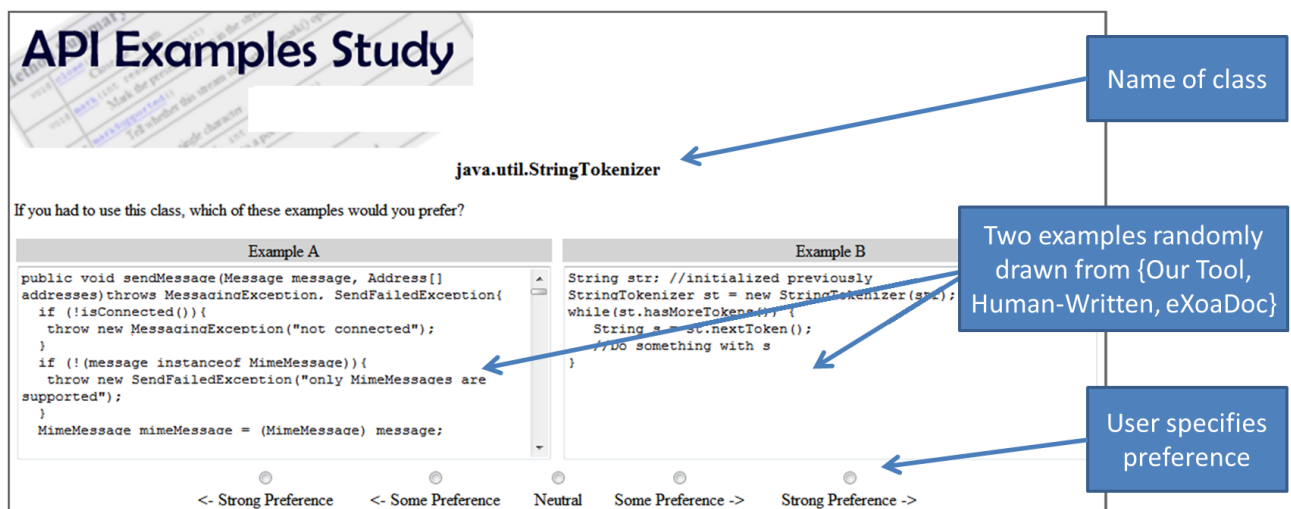 API Examples Study
Name of class
java.util.StringTokenizer
If you had to use this class, which of these examples would you prefer?
Example A
public void sendMessage(Message message, Address[]
addresses)throws MessagingException, SendFailedException{
if (!isConnected()){
throw new MessagingException("not connected");
}
if (!(message instanceof MimeMessage)){
throw new SendFailedException("only MimeMessages are
supported");
}
MimeMessage mimeMessage = (MimeMessage) message;
Example B
String str; //initialized previously
StringTokenizer st = new StringTokenizer(str);
while(st.hasMoreTokens()) {
String s = st.nextToken();
//Do something with s
}
Two examples randomly
drawn from {Our Tool,
Human-Written, eXoaDoc}
User specifies
preference
<- Strong Preference <- Some Preference Neutral Some Preference -> Strong Preference ->